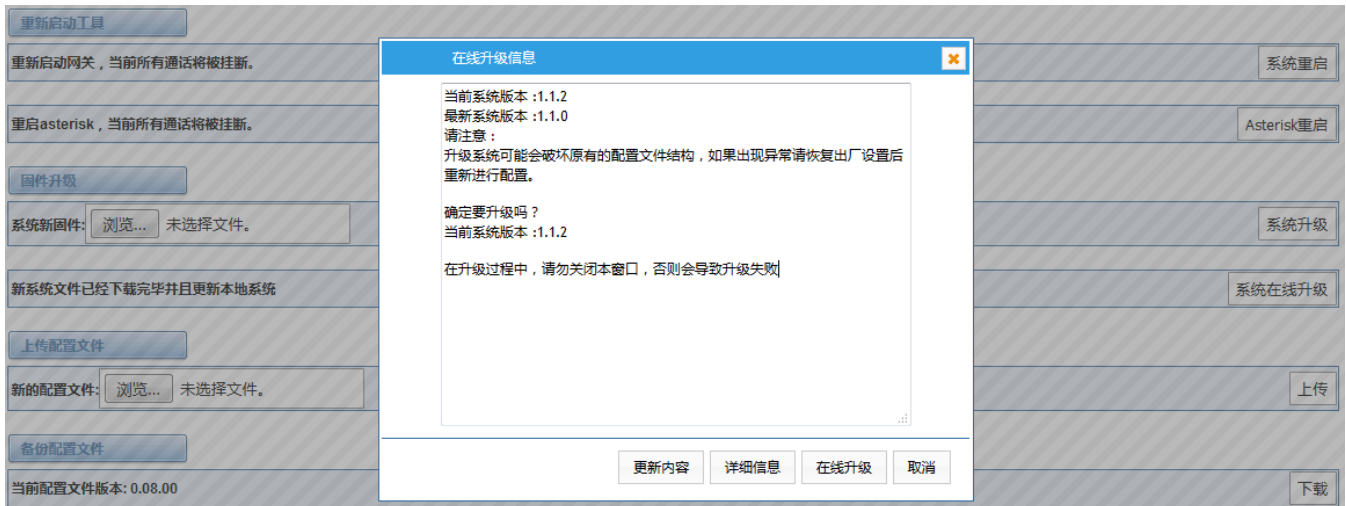 重新启动工具
在线升级信息
重新启动网关，当前所有通话将被挂断。
系统重启
当前系统版本 :1.1.2
最新系统版本 :1.1.0
请注意：
升级系统可能会破坏原有的配置文件结构，如果出现异常请恢复出厂设置后
重新进行配置。
确定要升级吗？
当前系统版本 :1.1.2
在升级过程中，请勿关闭本窗口，否则会导致升级失败
重启asterisk，当前所有通话将被挂断。
Asterisk重启
固件升级
系统新固件: 浏览... 未选择文件。
系统升级
新系统文件已经下载完毕并且更新本地系统
系统在线升级
上传配置文件
新的配置文件: 浏览... 未选择文件。
上传
备份配置文件
更新内容 详细信息 在线升级 取消
当前配置文件版本: 0.08.00
下载